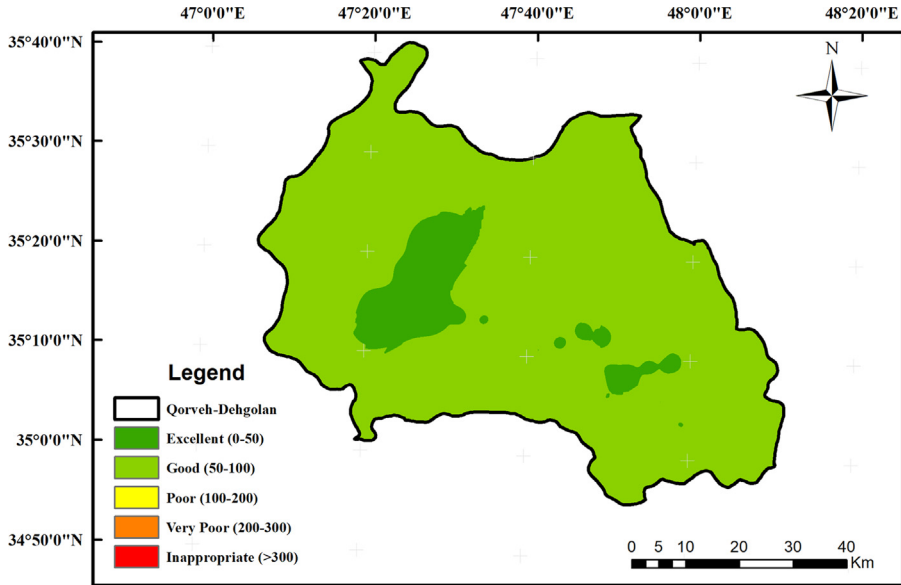 47°0'0"E 47°20'0"E 47°40'0"E 48°0'0"E 48°20'0"E
35°40'0"N
35°30'0"N
35°20'0"N
35°10'0"N
35°0'0"N
34°50'0"N
N
Legend
Qorveh-Dehgolan
Excellent (0-50)
Good (50-100)
Poor (100-200)
Very Poor (200-300)
Inappropriate (>300)
0 5 10 20 30 40
Km